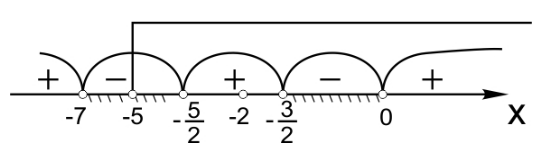 + − + − +
-7 -5 -5/2 -2 -3/2 0 X